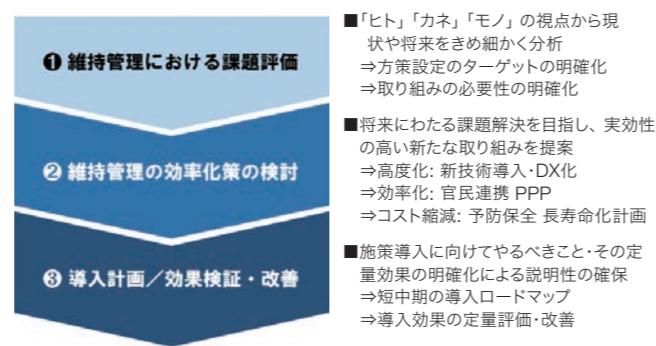 ❶ 維持管理における課題評価
■「ヒト」「カネ」「モノ」の視点から現
状や将来をきめ細かく分析
⇒方策設定のターゲットの明確化
⇒取り組みの必要性の明確化
❷ 維持管理の効率化策の検討
■将来にわたる課題解決を目指し、実効性
の高い新たな取り組みを提案
⇒高度化: 新技術導入・DX化
⇒効率化: 官民連携 PPP
⇒コスト縮減: 予防保全 長寿命化計画
❸ 導入計画／効果検証・改善
■施策導入に向けてやるべきこと・その定
量効果の明確化による説明性の確保
⇒短中期の導入ロードマップ
⇒導入効果の定量評価・改善